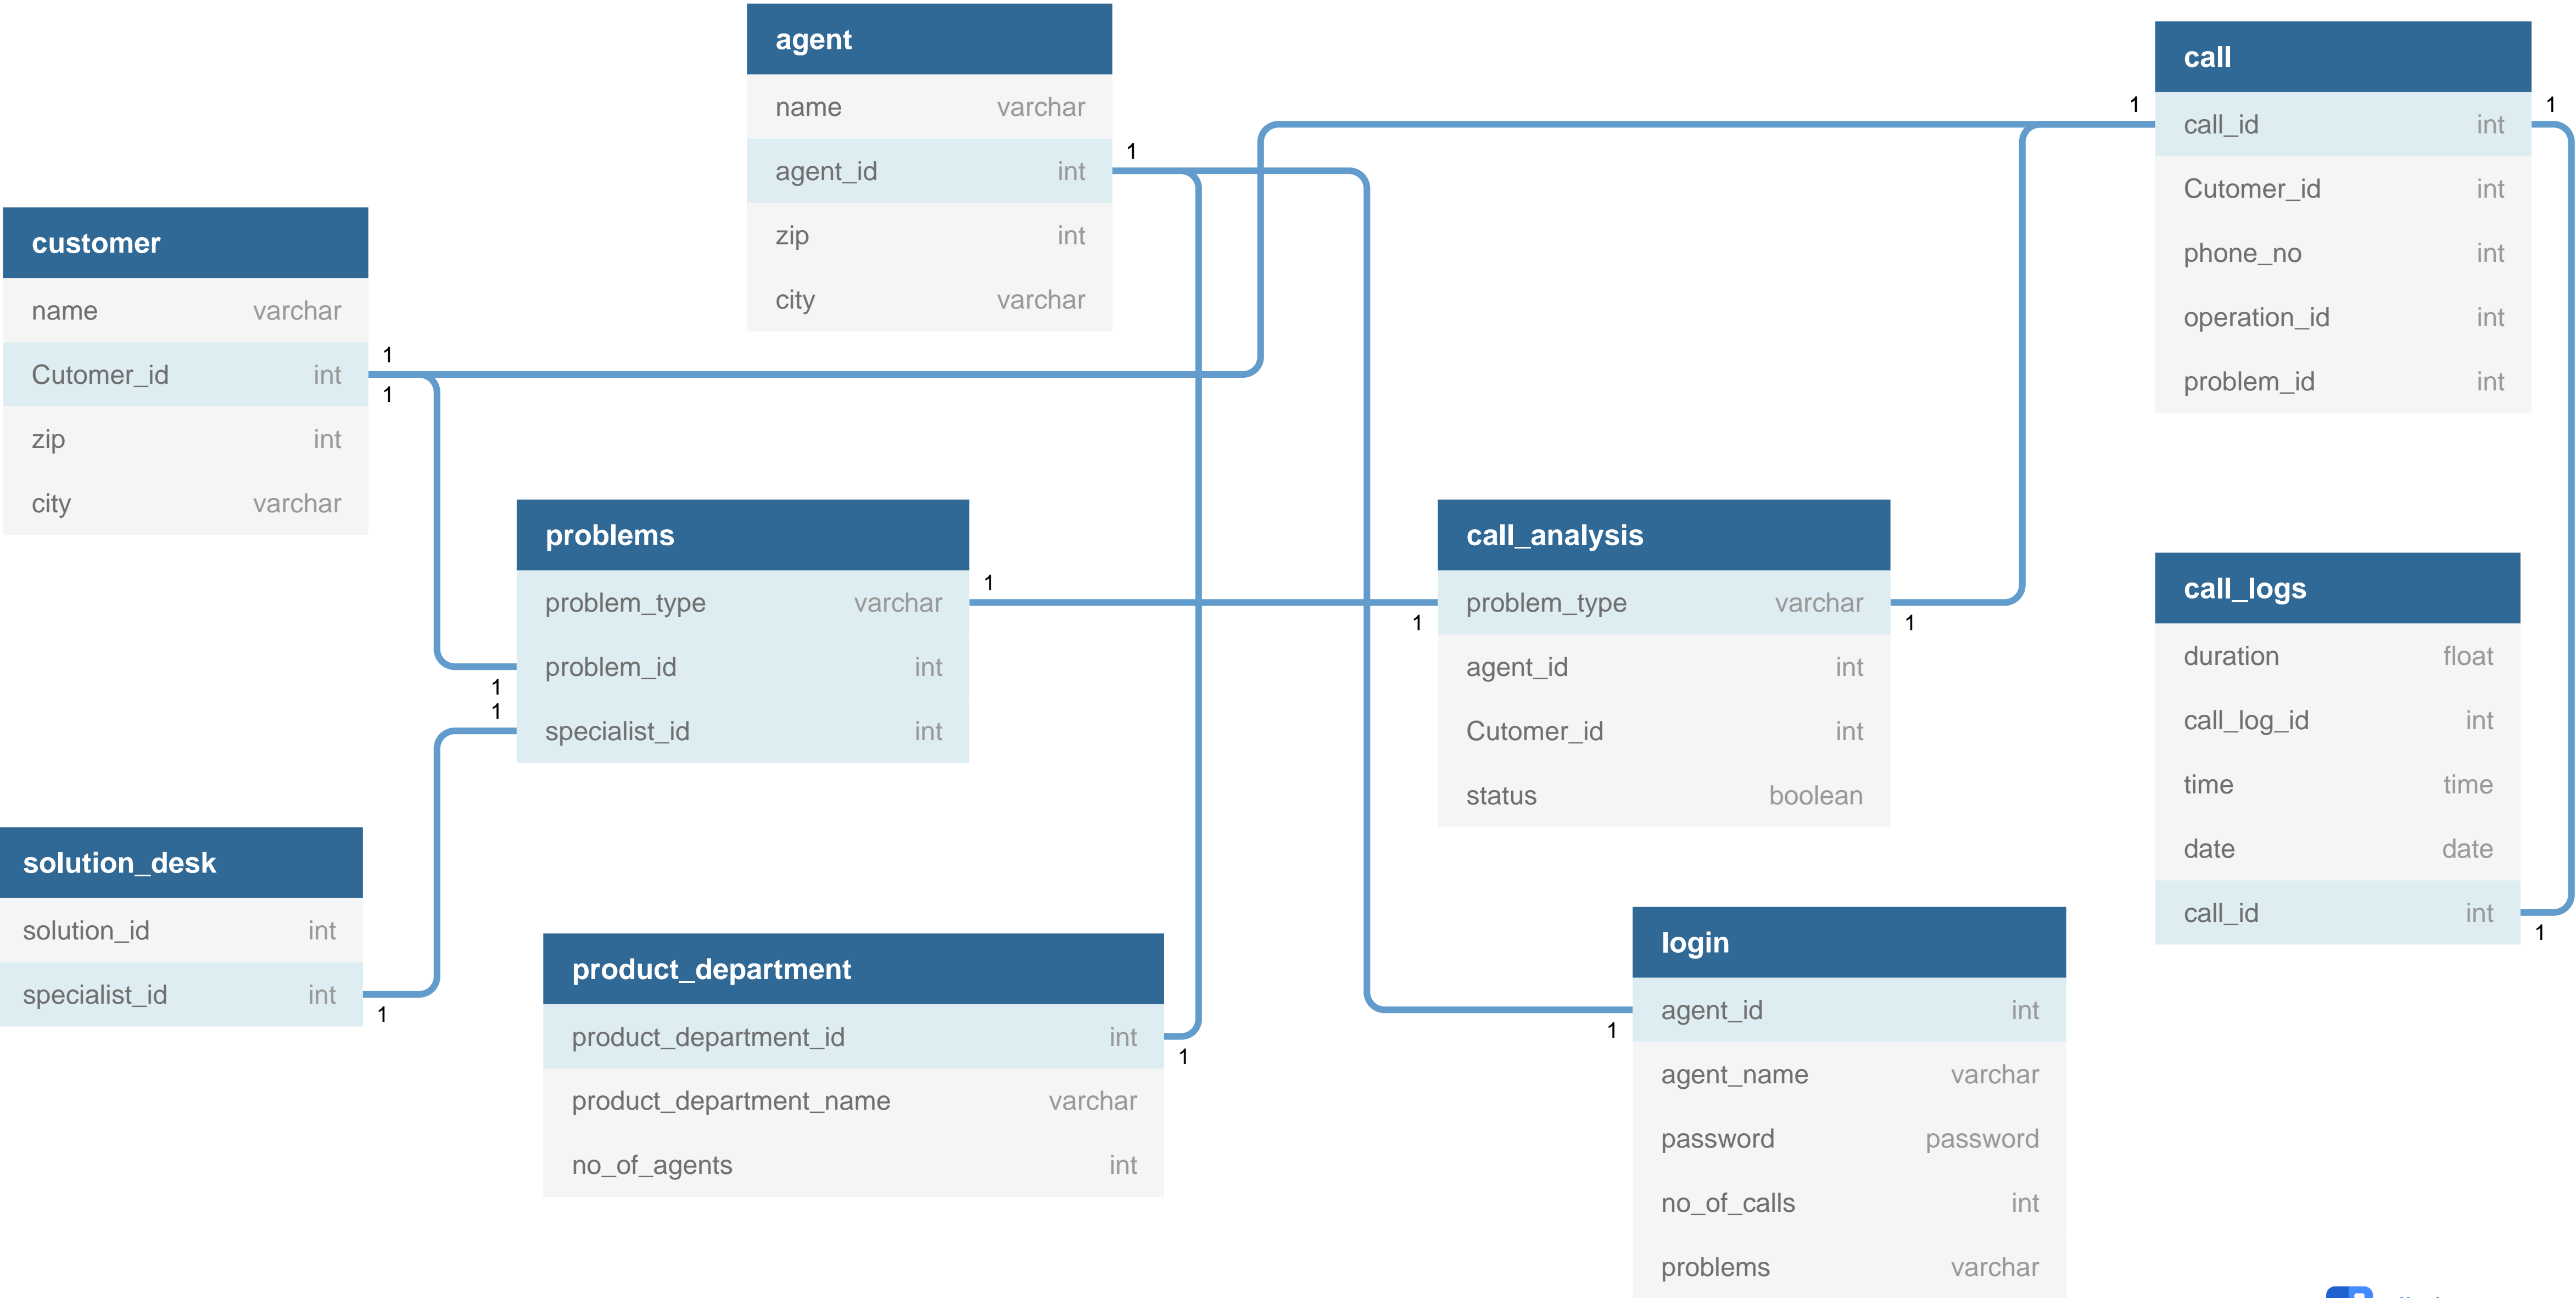 agent
name varchar
agent_id int
zip int
city varchar
1
call
call_id int
Cutomer_id int
phone_no int
operation_id int
problem_id int
1
1
customer
name varchar
Cutomer_id int
zip int
city varchar
1
1
problems
problem_type varchar
problem_id int
specialist_id int
1
1
1
call_analysis
problem_type varchar
agent_id int
Cutomer_id int
status boolean
1
1
call_logs
duration float
call_log_id int
time time
date date
call_id int
1
solution_desk
solution_id int
specialist_id int
1
product_department
product_department_id int
product_department_name varchar
no_of_agents int
1
login
agent_id int
agent_name varchar
password password
no_of_calls int
problems varchar
1